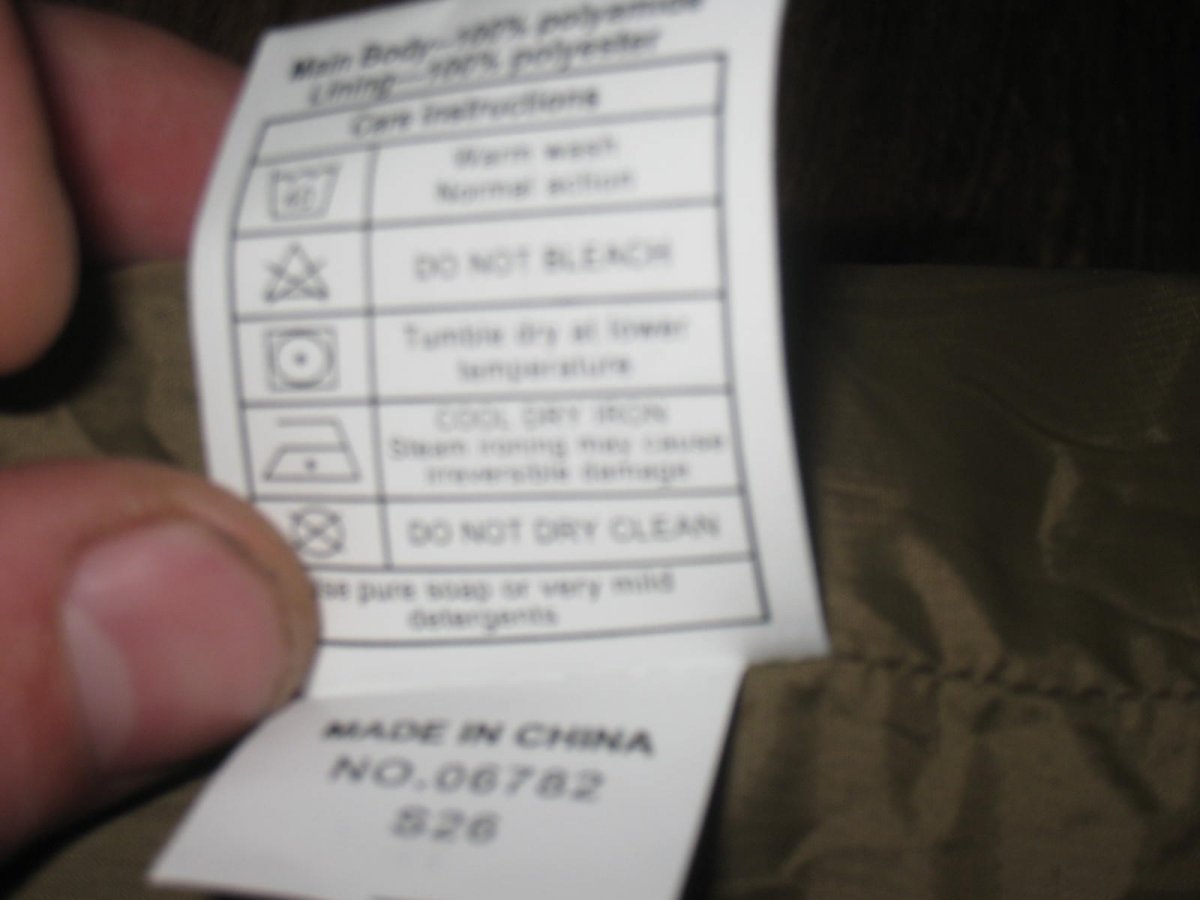 Main Body---100% polyamide
Lining---100% polyester
Care Instructions
Warm wash
Normal action
DO NOT BLEACH
Tumble dry at lower
temperature
COOL DRY IRON
Steam ironing may cause
irreversible damage
DO NOT DRY CLEAN
se pure soap or very mild
detergents
MADE IN CHINA
NO.06782
S26